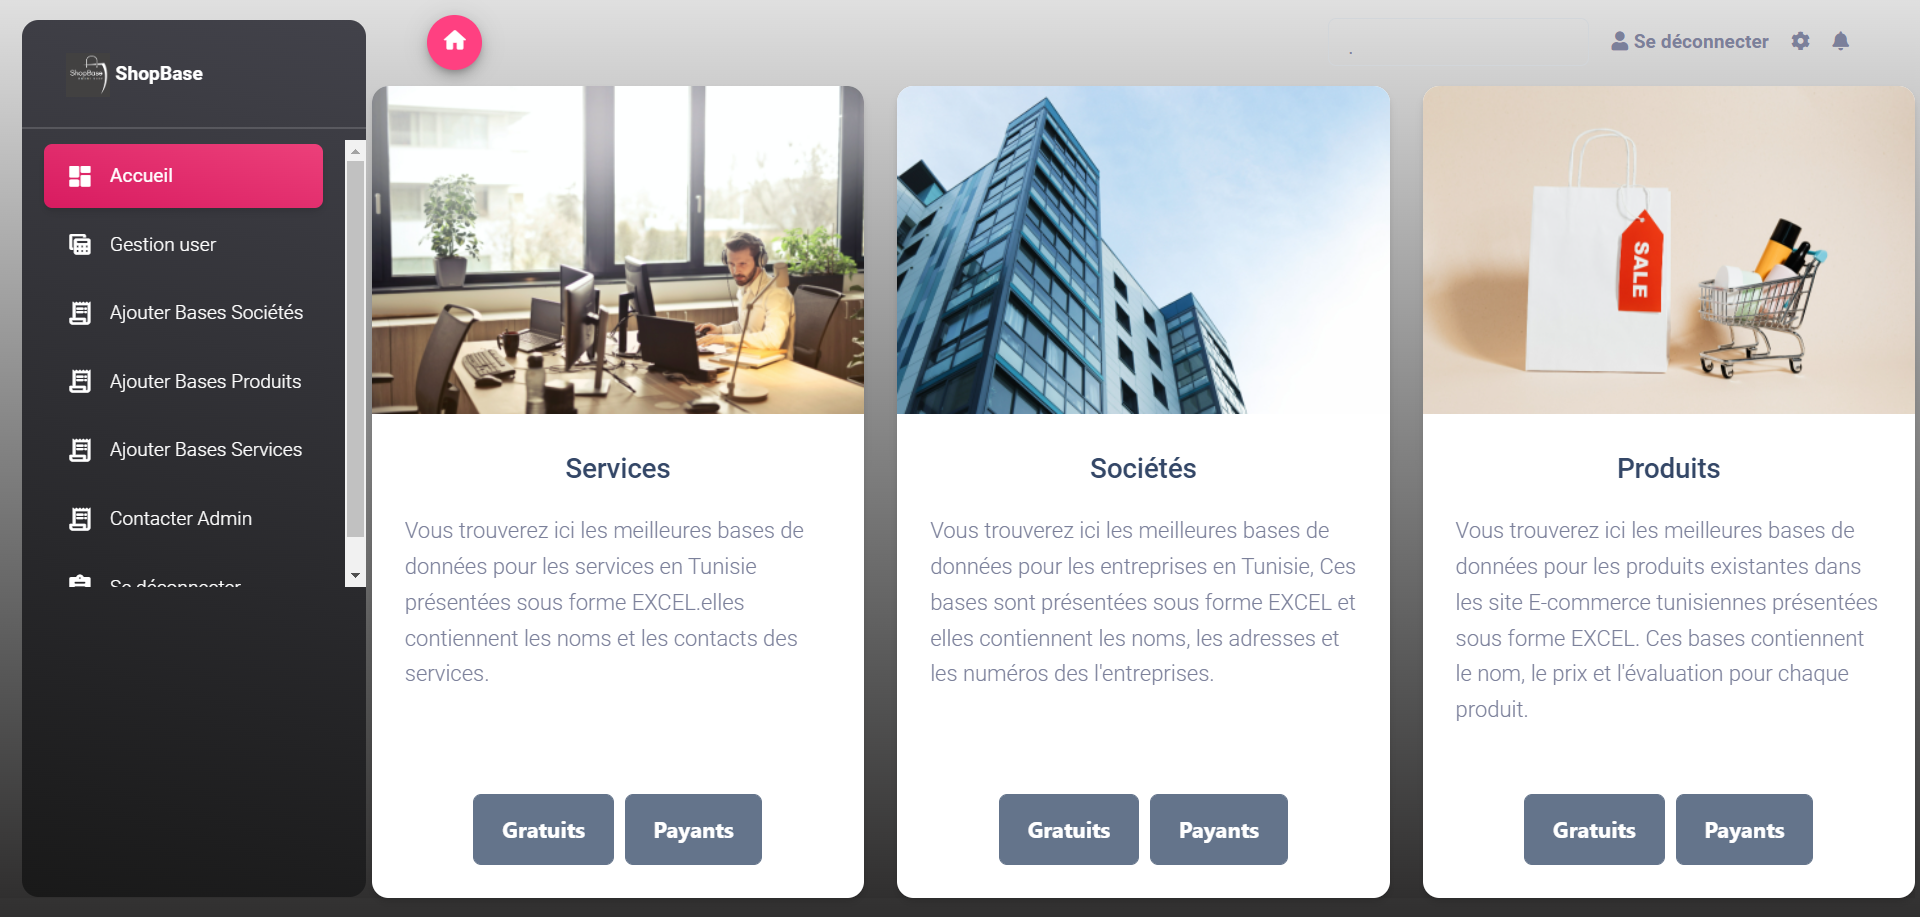 ShopBase
ShopBase
Accueil
Gestion user
Ajouter Bases Sociétés
Ajouter Bases Produits
Ajouter Bases Services
Contacter Admin
Se déconnecter
Se déconnecter
SALE
Services
Vous trouverez ici les meilleures bases de
données pour les services en Tunisie
présentées sous forme EXCEL.elles
contiennent les noms et les contacts des
services.
Gratuits Payants
Sociétés
Vous trouverez ici les meilleures bases de
données pour les entreprises en Tunisie, Ces
bases sont présentées sous forme EXCEL et
elles contiennent les noms, les adresses et
les numéros des l'entreprises.
Gratuits Payants
Produits
Vous trouverez ici les meilleures bases de
données pour les produits existantes dans
les site E-commerce tunisiennes présentées
sous forme EXCEL. Ces bases contiennent
le nom, le prix et l'évaluation pour chaque
produit.
Gratuits Payants